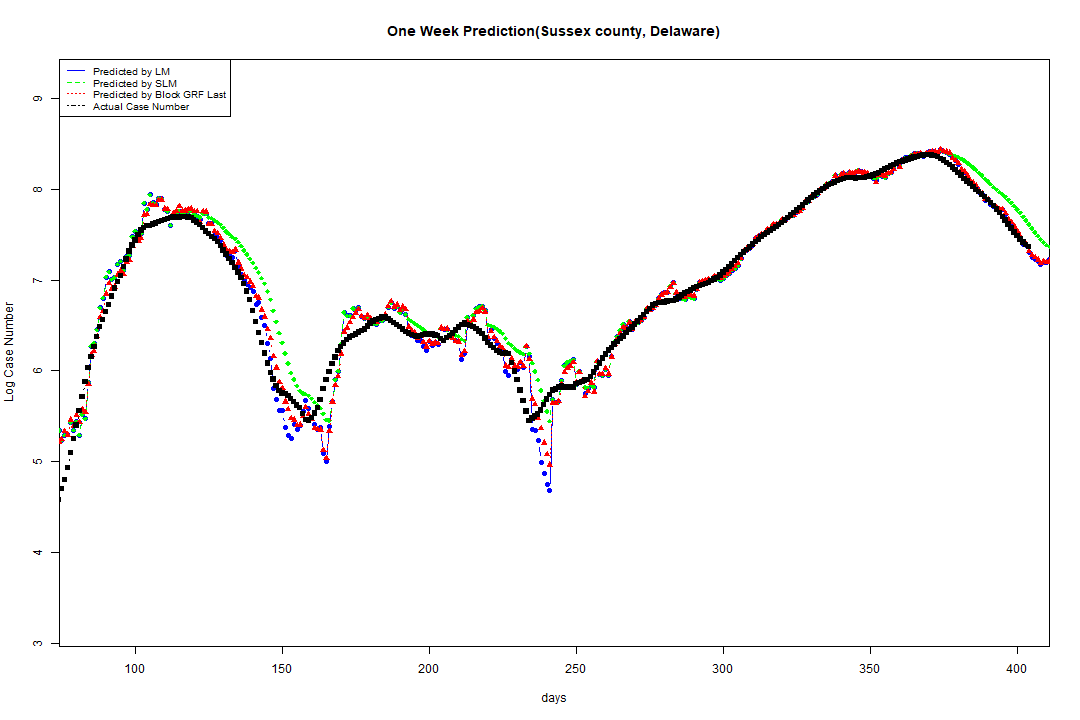 One Week Prediction(Sussex county, Delaware)
Predicted by LM
Predicted by SLM
Predicted by Block GRF Last
Actual Case Number
9
8
7
6
5
4
3
Log Case Number
100 150 200 250 300 350 400
days